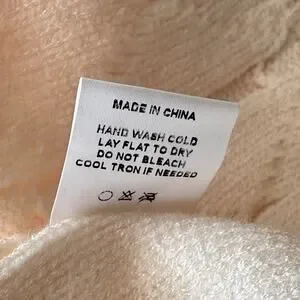 MADE IN CHINA
HAND WASH COLD
LAY FLAT TO DRY
DO NOT BLEACH
COOL TRON IF NEEDED